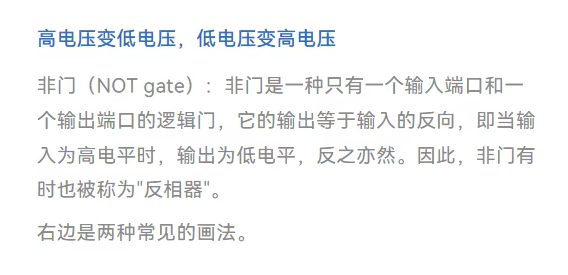 高电压变低电压，低电压变高电压
非门（NOT gate）：非门是一种只有一个输入端口和一
个输出端口的逻辑门，它的输出等于输入的反向，即当输
入为高电平时，输出为低电平，反之亦然。因此，非门有
时也被称为"反相器"。
右边是两种常见的画法。